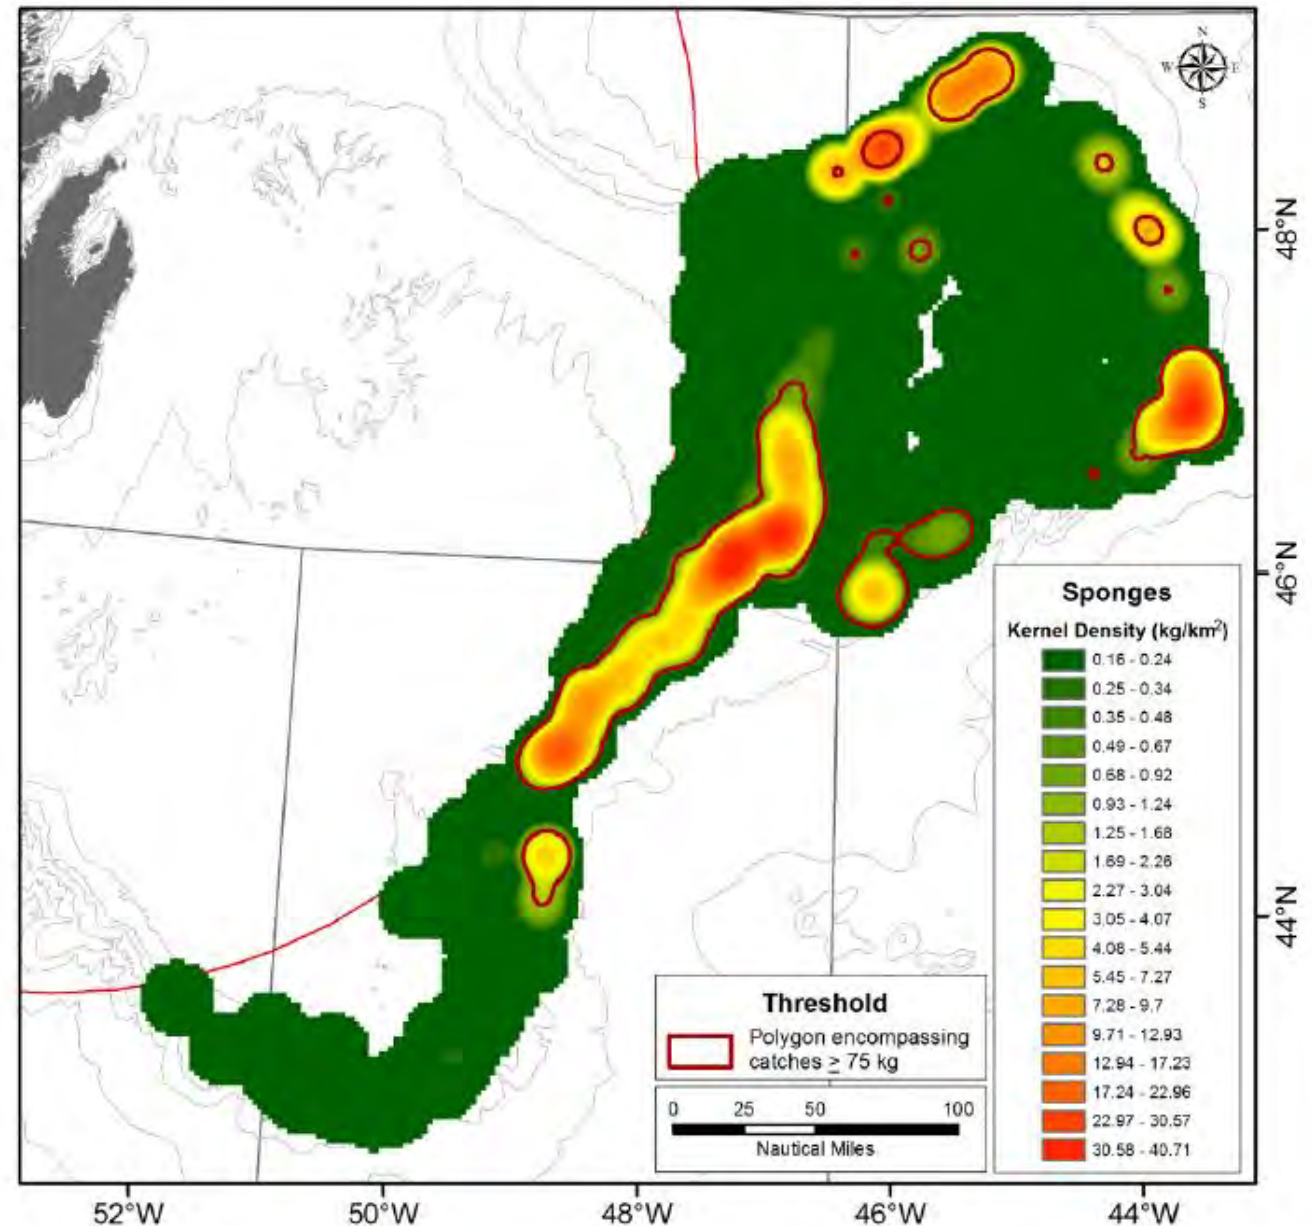 N
W E
S
48°N
46°N
44°N
Sponges
Kernel Density (kg/km²)
0.16 - 0.24
0.25 - 0.34
0.35 - 0.48
0.49 - 0.67
0.68 - 0.92
0.93 - 1.24
1.25 - 1.68
1.69 - 2.26
2.27 - 3.04
3.05 - 4.07
4.08 - 5.44
5.45 - 7.27
7.28 - 9.7
9.71 - 12.93
12.94 - 17.23
17.24 - 22.96
22.97 - 30.57
30.58 - 40.71
Threshold
Polygon encompassing
catches ≥ 75 kg
0 25 50 100
Nautical Miles
52°W 50°W 48°W 46°W 44°W